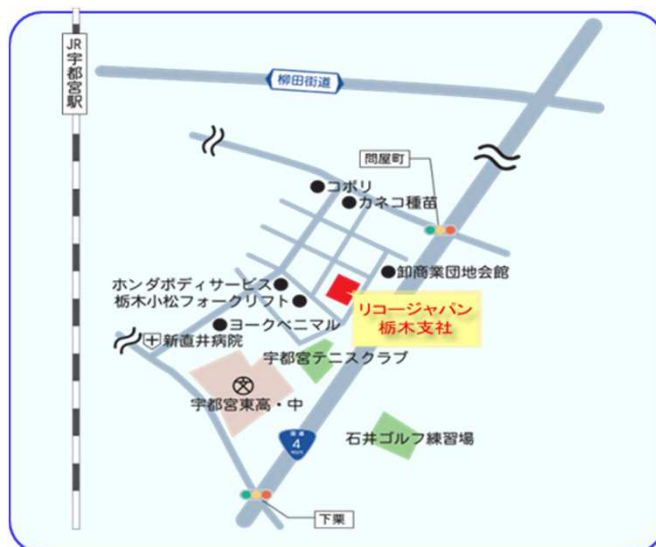 JR宇都宮駅
柳田街道
問屋町
コボリ
カネコ種苗
卸商業団地会館
ホンダボディサービス
栃木小松フォークリフト
リコージャパン
栃木支社
ヨークベニマル
新直井病院
宇都宮テニスクラブ
宇都宮東高・中
4
石井ゴルフ練習場
下栗